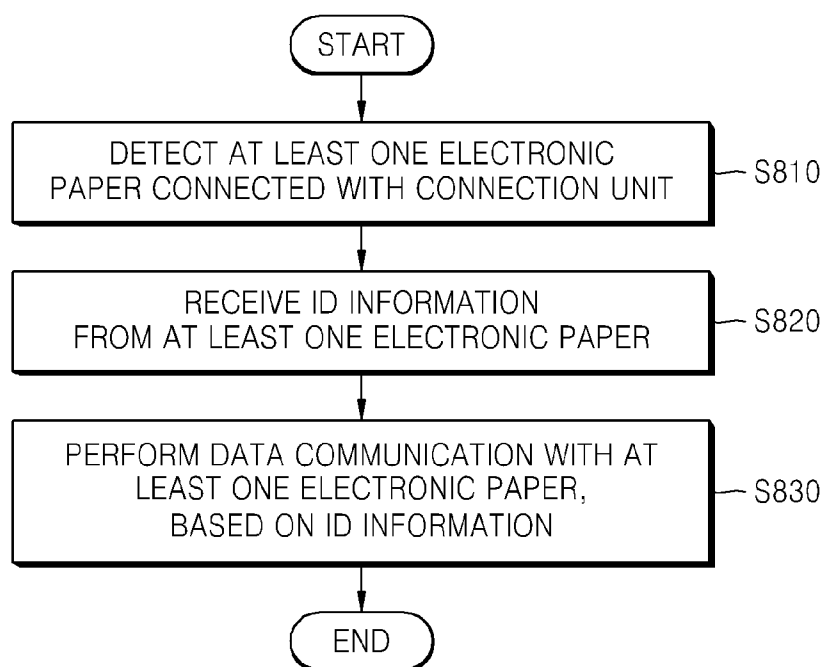 START
DETECT AT LEAST ONE ELECTRONIC
PAPER CONNECTED WITH CONNECTION UNIT
S810
RECEIVE ID INFORMATION
FROM AT LEAST ONE ELECTRONIC PAPER
S820
PERFORM DATA COMMUNICATION WITH AT
LEAST ONE ELECTRONIC PAPER,
BASED ON ID INFORMATION
S830
END